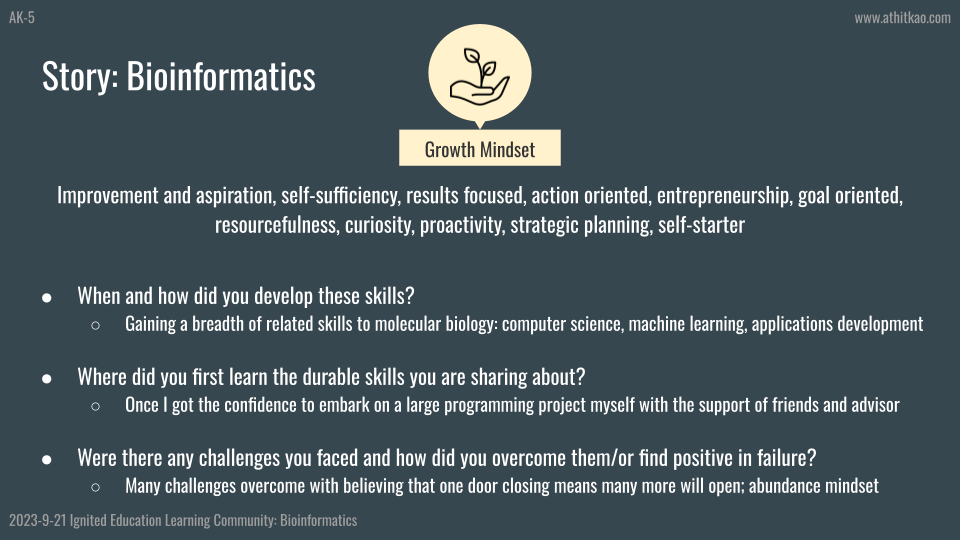 AK-5
www.athitkao.com
Story: Bioinformatics
Growth Mindset
Improvement and aspiration, self-sufficiency, results focused, action oriented, entrepreneurship, goal oriented,
resourcefulness, curiosity, proactivity, strategic planning, self-starter
● When and how did you develop these skills?
○ Gaining a breadth of related skills to molecular biology: computer science, machine learning, applications development
● Where did you first learn the durable skills you are sharing about?
○ Once I got the confidence to embark on a large programming project myself with the support of friends and advisor
● Were there any challenges you faced and how did you overcome them/or find positive in failure?
○ Many challenges overcome with believing that one door closing means many more will open; abundance mindset
2023-9-21 Ignited Education Learning Community: Bioinformatics